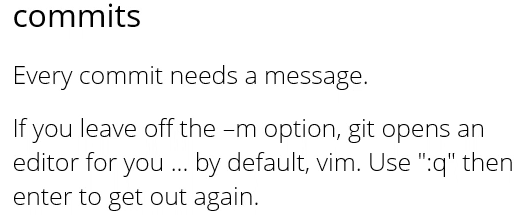 commits
Every commit needs a message.
If you leave off the –m option, git opens an
editor for you ... by default, vim. Use ":q" then
enter to get out again.